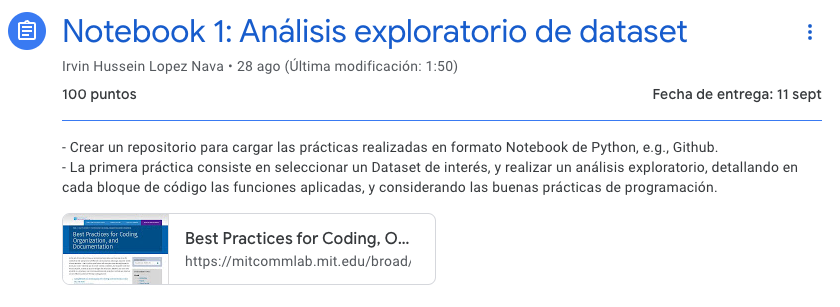 Notebook 1: Análisis exploratorio de dataset
Irvin Hussein Lopez Nava • 28 ago (Última modificación: 1:50)
100 puntos
Fecha de entrega: 11 sept
- Crear un repositorio para cargar las prácticas realizadas en formato Notebook de Python, e.g., Github.
- La primera práctica consiste en seleccionar un Dataset de interés, y realizar un análisis exploratorio, detallando en
cada bloque de código las funciones aplicadas, y considerando las buenas prácticas de programación.
Best Practices for Coding,
Organization, and
Documentation
Best Practices for Coding, O...
https://mitcommlab.mit.edu/broad/